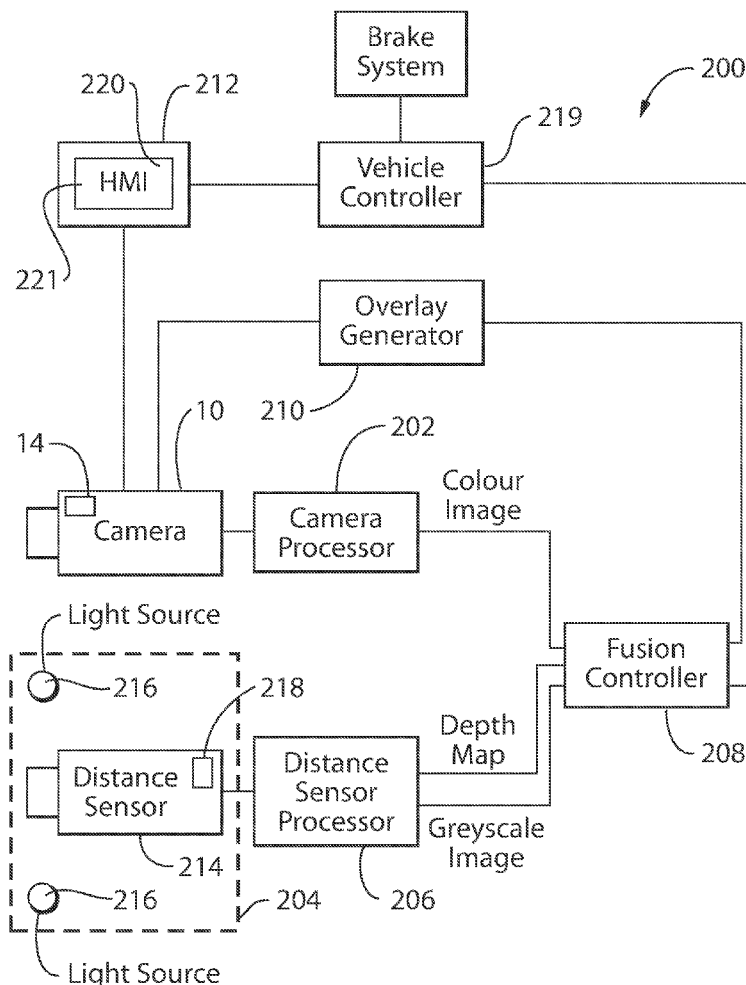 Brake
System
200
220
212
219
HMI
Vehicle
Controller
221
Overlay
Generator
210
10
202
14
Colour
Image
Camera
Camera
Processor
Light Source
216
218
Fusion
Controller
208
Depth
Map
Distance
Sensor
Distance
Sensor
Processor
Greyscale
Image
214
206
216
204
Light Source